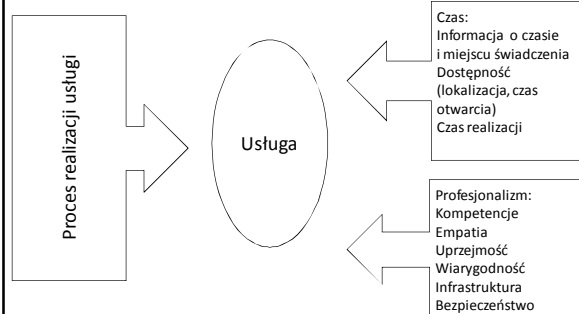 Proces realizacji usługi
Usługa
Czas:
Informacja o czasie
i miejscu świadczenia
Dostępność
(lokalizacja, czas
otwarcia)
Czas realizacji
Profesjonalizm:
Kompetencje
Empatia
Uprzejmość
Wiarygodność
Infrastruktura
Bezpieczeństwo